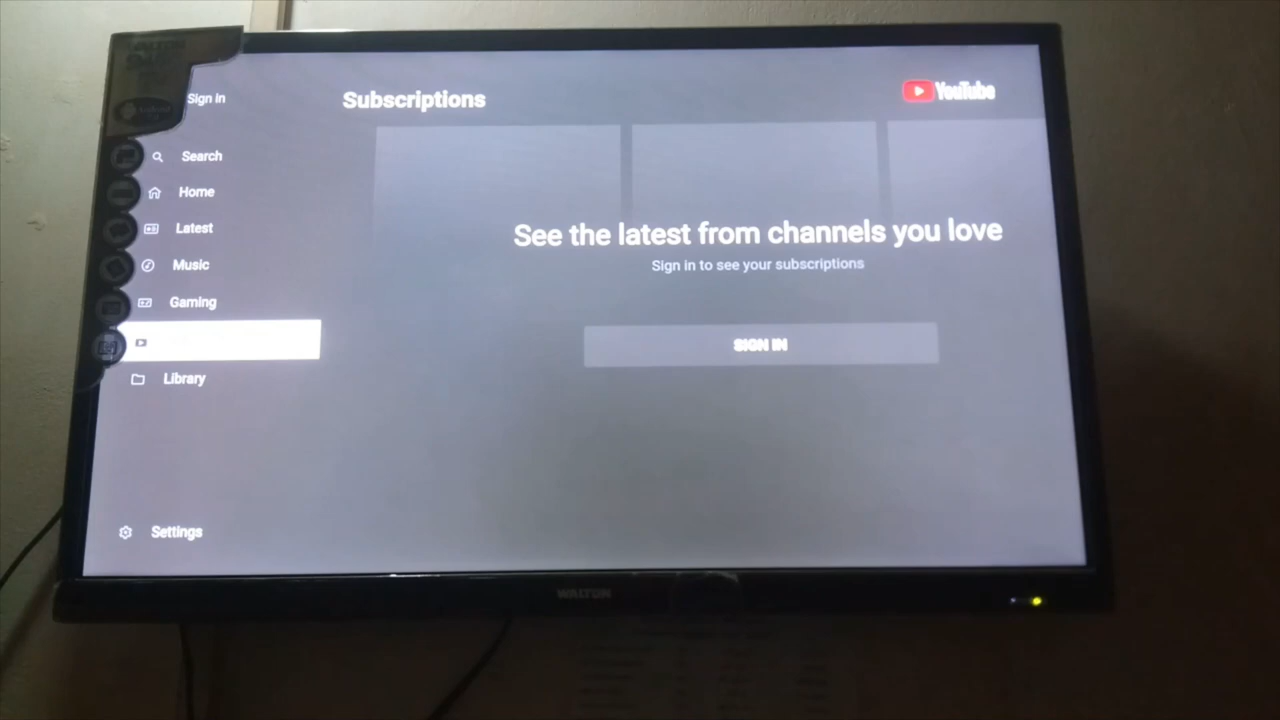 Sign in
Subscriptions
YouTube
Search
Home
Latest
Music
Gaming
Library
Settings
See the latest from channels you love
Sign in to see your subscriptions
SIGN IN
WALTON